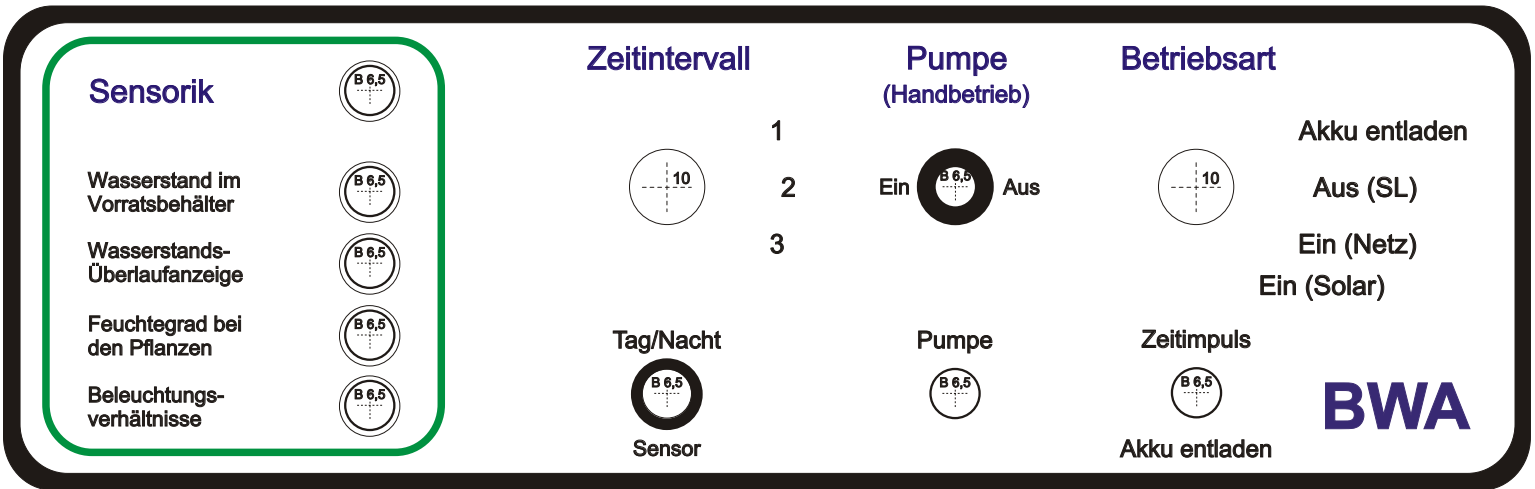 Sensorik
B 6,5
Wasserstand im
Vorratsbehälter
B 6,5
Wasserstands-
Überlaufanzeige
B 6,5
Feuchtegrad bei
den Pflanzen
B 6,5
Beleuchtungs-
verhältnisse
B 6,5
Zeitintervall
1
10
2
3
Pumpe
(Handbetrieb)
Ein
B 6,5
Aus
Betriebsart
Akku entladen
10
Aus (SL)
Ein (Netz)
Ein (Solar)
Tag/Nacht
B 6,5
Sensor
Pumpe
B 6,5
Zeitimpuls
B 6,5
Akku entladen
BWA